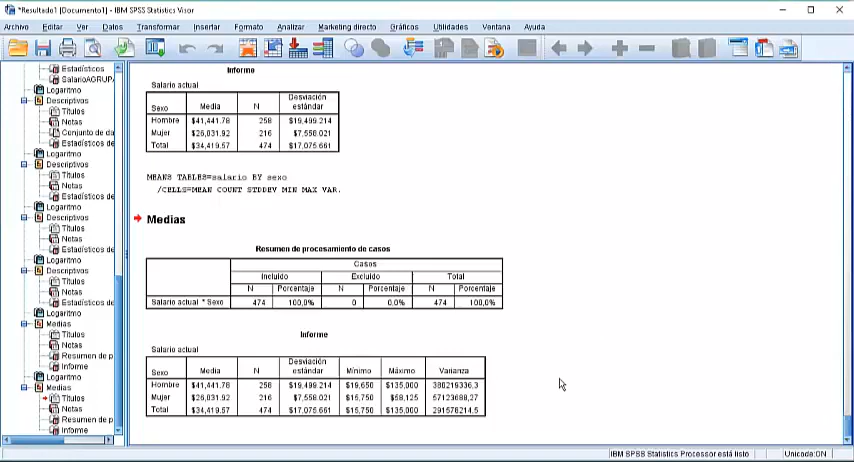 *Resultado1 [Documento1] - IBM SPSS Statistics Visor
Archivo Editar Ver Datos Transformar Insertar Formato Analizar Marketing directo Gráficos Utilidades Ventana Ayuda
Estadísticos
SalarioAGRUPA
Logaritmo
Descriptivos
Títulos
Notas
Conjunto de da
Estadísticos de
Logaritmo
Descriptivos
Títulos
Notas
Estadísticos de
Logaritmo
Descriptivos
Títulos
Notas
Estadísticos de
Logaritmo
Descriptivos
Títulos
Notas
Estadísticos de
Logaritmo
Medias
Títulos
Notas
Resumen de p
Informe
Logaritmo
Medias
Títulos
Notas
Resumen de p
Informe
Informe
Salario actual
Sexo Media N Desviación estándar
Hombre $41,441.78 258 $19,499.214
Mujer $26,031.92 216 $7,558.021
Total $34,419.57 474 $17,075.661
MEANS TABLES=salario BY sexo
/CELLS=MEAN COUNT STDDEV MIN MAX VAR.
Medias
Resumen de procesamiento de casos
Casos
Incluido Excluido Total
N Porcentaje N Porcentaje N Porcentaje
Salario actual * Sexo 474 100,0% 0 0,0% 474 100,0%
Informe
Salario actual
Sexo Media N Desviación estándar Mínimo Máximo Varianza
Hombre $41,441.78 258 $19,499.214 $19,650 $135,000 380219336,3
Mujer $26,031.92 216 $7,558.021 $15,750 $58,125 57123688,27
Total $34,419.57 474 $17,075.661 $15,750 $135,000 291578214,5
IBM SPSS Statistics Processor está listo Unicode:ON